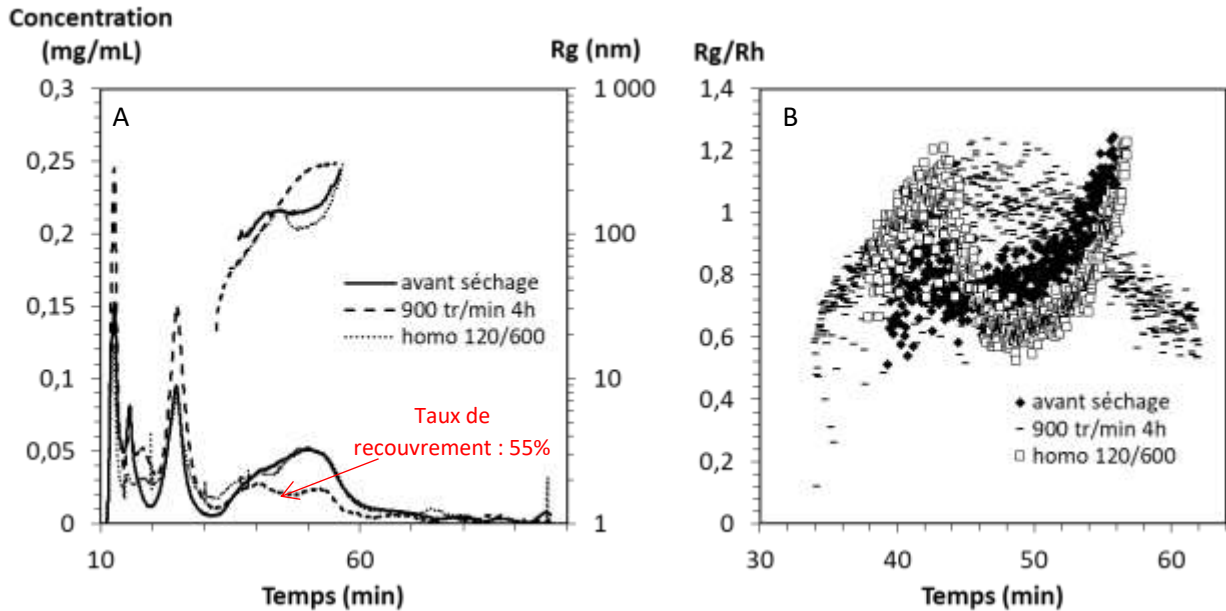 Concentration
(mg/mL)
Rg (nm)
0,3
0,25
0,2
0,15
0,1
0,05
0
1 000
100
10
1
A
avant séchage
900 tr/min 4h
homo 120/600
Taux de
recouvrement : 55%
10
60
Temps (min)
Rg/Rh
1,4
1,2
1
0,8
0,6
0,4
0,2
0
B
avant séchage
900 tr/min 4h
homo 120/600
30
40
50
60
Temps (min)